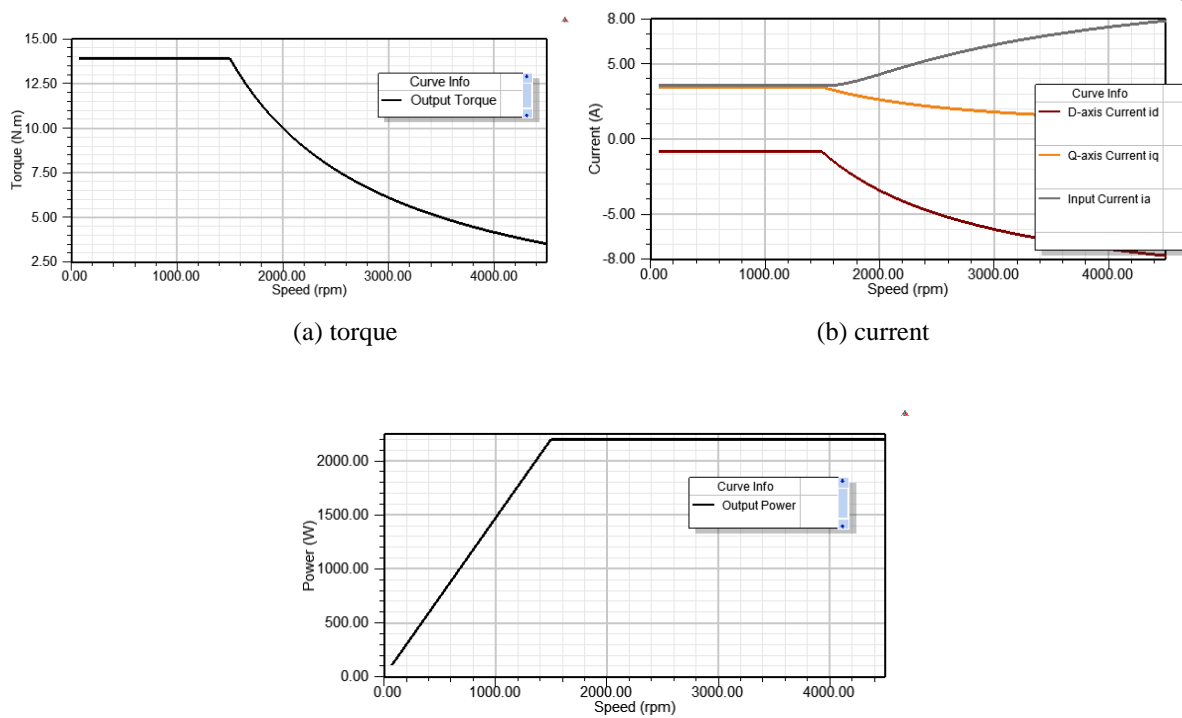 15.00
12.50
10.00
7.50
5.00
2.50
Torque (N.m)
Curve Info
Output Torque
0.00 1000.00 2000.00 3000.00 4000.00
Speed (rpm)
(a) torque
8.00
5.00
0.00
-5.00
-8.00
Current (A)
Curve Info
D-axis Current id
Q-axis Current iq
Input Current ia
0.00 1000.00 2000.00 3000.00 4000.00
Speed (rpm)
(b) current
2000.00
1500.00
1000.00
500.00
0.00
Power (W)
Curve Info
Output Power
0.00 1000.00 2000.00 3000.00 4000.00
Speed (rpm)